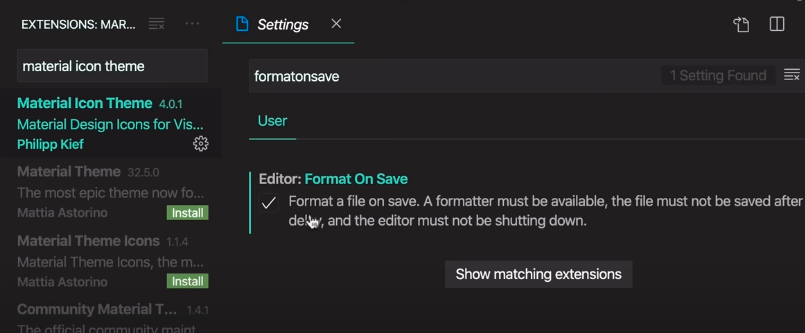 EXTENSIONS: MAR...
material icon theme
Material Icon Theme 4.0.1
Material Design Icons for Vis...
Philipp Kief
Material Theme 32.5.0
The most epic theme now fo...
Mattia Astorino Install
Material Theme Icons 1.1.4
Material Theme Icons, the m...
Mattia Astorino Install
Community Material T... 1.4.1
The official community maint
Settings
formatonsave 1 Setting Found
User
Editor: Format On Save
Format a file on save. A formatter must be available, the file must not be saved after
delay, and the editor must not be shutting down.
Show matching extensions